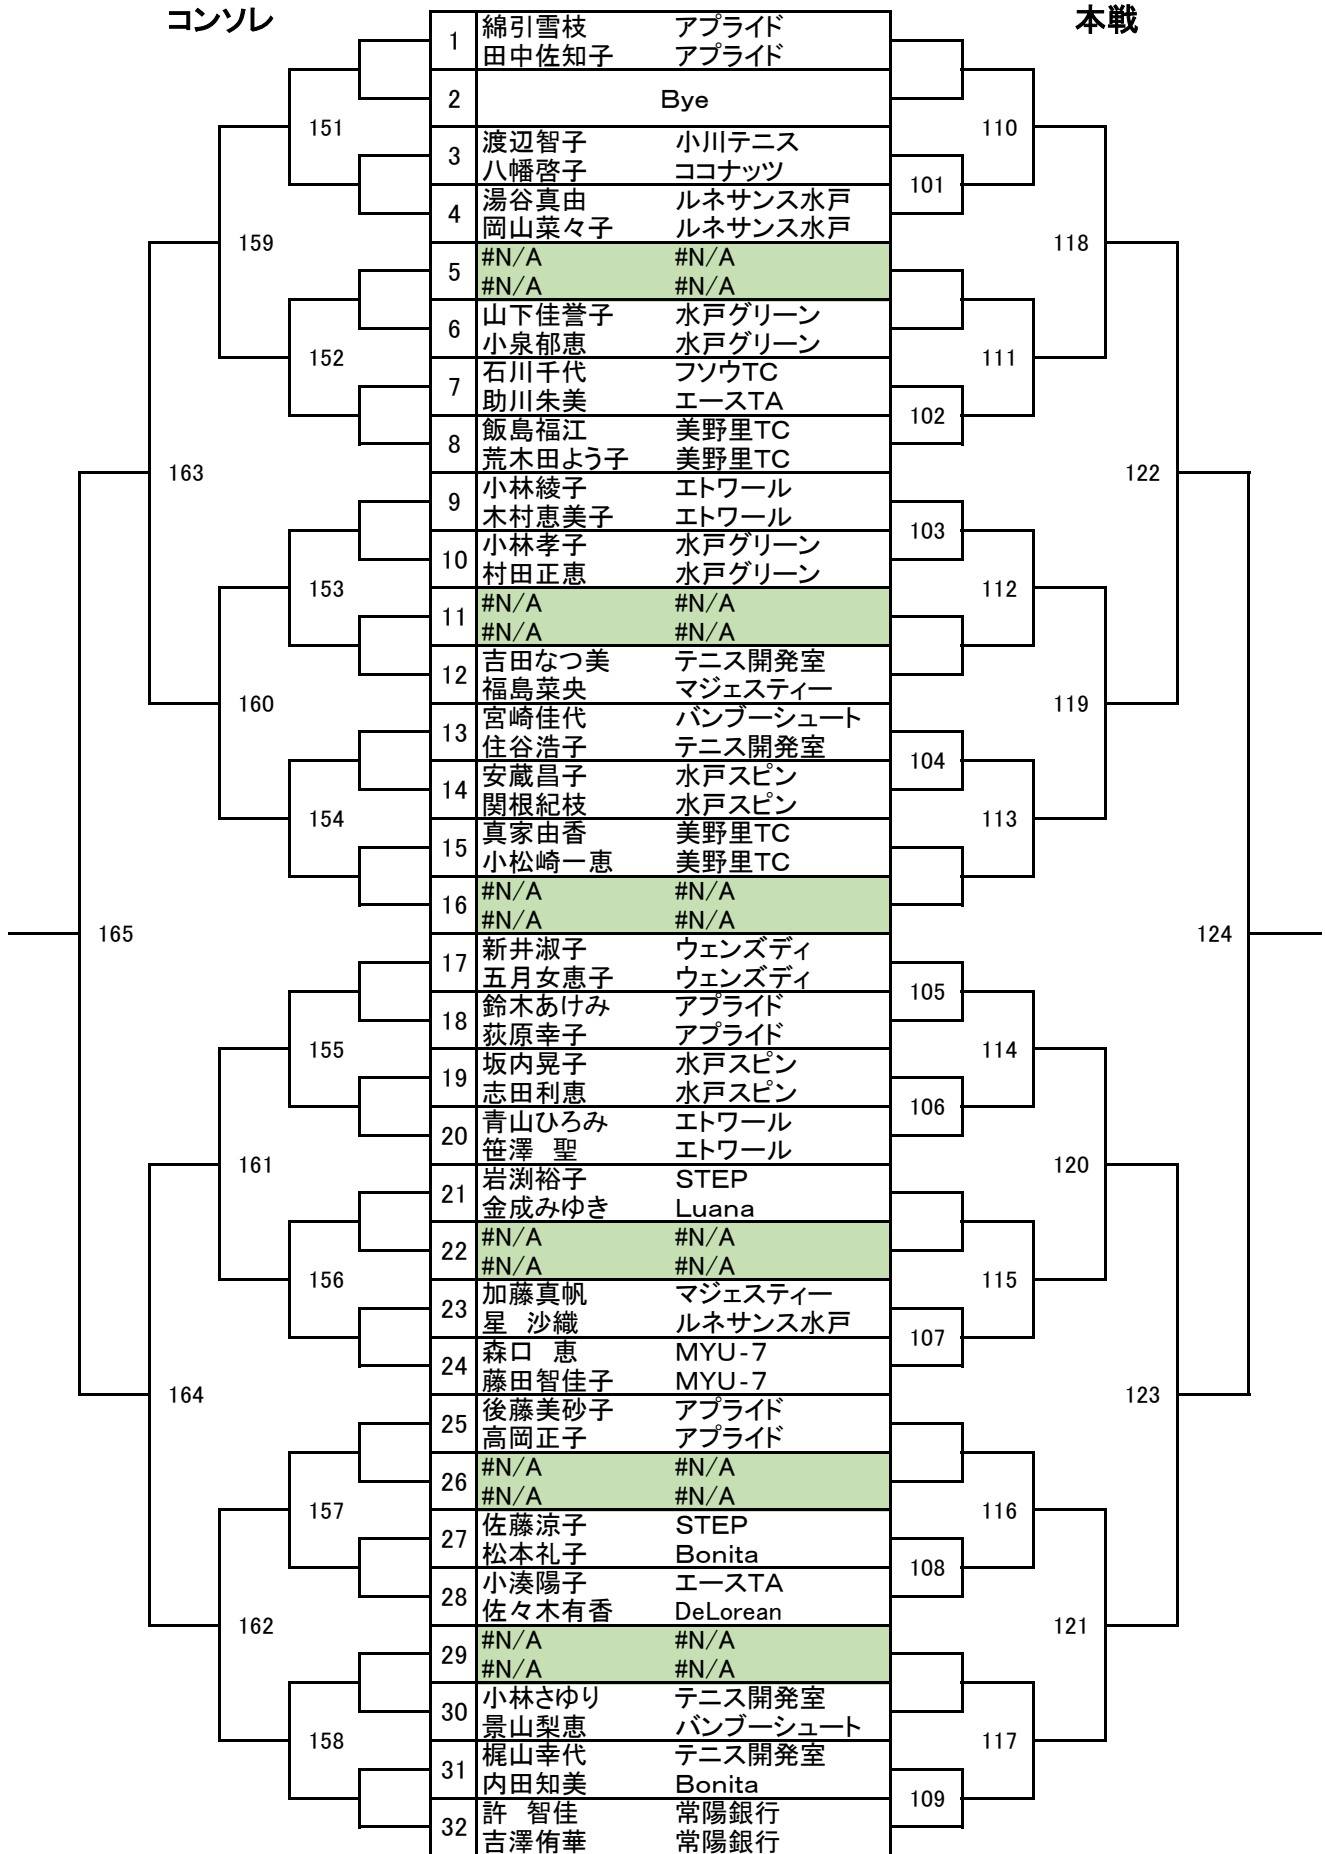 コンソレ
本戦
1 綿引雪枝 アプライド
田中佐知子 アプライド
2 Bye
151
110
3 渡辺智子 小川テニス
八幡啓子 ココナッツ
101
4 湯谷真由 ルネサンス水戸
岡山菜々子 ルネサンス水戸
159
118
5 #N/A #N/A
#N/A #N/A
6 山下佳誉子 水戸グリーン
小泉郁恵 水戸グリーン
152
111
7 石川千代 フソウTC
助川朱美 エースTA
102
8 飯島福江 美野里TC
荒木田よう子 美野里TC
163
122
9 小林綾子 エトワール
木村恵美子 エトワール
103
10 小林孝子 水戸グリーン
村田正恵 水戸グリーン
153
112
11 #N/A #N/A
#N/A #N/A
12 吉田なつ美 テニス開発室
福島菜央 マジェスティー
160
119
13 宮崎佳代 バンブーシュート
住谷浩子 テニス開発室
104
14 安蔵昌子 水戸スピン
関根紀枝 水戸スピン
154
113
15 真家由香 美野里TC
小松崎一恵 美野里TC
16 #N/A #N/A
#N/A #N/A
165
124
17 新井淑子 ウェンズディ
五月女恵子 ウェンズディ
105
18 鈴木あけみ アプライド
荻原幸子 アプライド
155
114
19 坂内晃子 水戸スピン
志田利恵 水戸スピン
106
20 青山ひろみ エトワール
笹澤 聖 エトワール
161
120
21 岩渕裕子 STEP
金成みゆき Luana
22 #N/A #N/A
#N/A #N/A
156
115
23 加藤真帆 マジェスティー
星 沙織 ルネサンス水戸
107
24 森口 恵 MYU-7
藤田智佳子 MYU-7
164
123
25 後藤美砂子 アプライド
高岡正子 アプライド
26 #N/A #N/A
#N/A #N/A
157
116
27 佐藤涼子 STEP
松本礼子 Bonita
108
28 小湊陽子 エースTA
佐々木有香 DeLorean
162
121
29 #N/A #N/A
#N/A #N/A
30 小林さゆり テニス開発室
景山梨恵 バンブーシュート
158
117
31 梶山幸代 テニス開発室
内田知美 Bonita
109
32 許 智佳 常陽銀行
吉澤侑華 常陽銀行